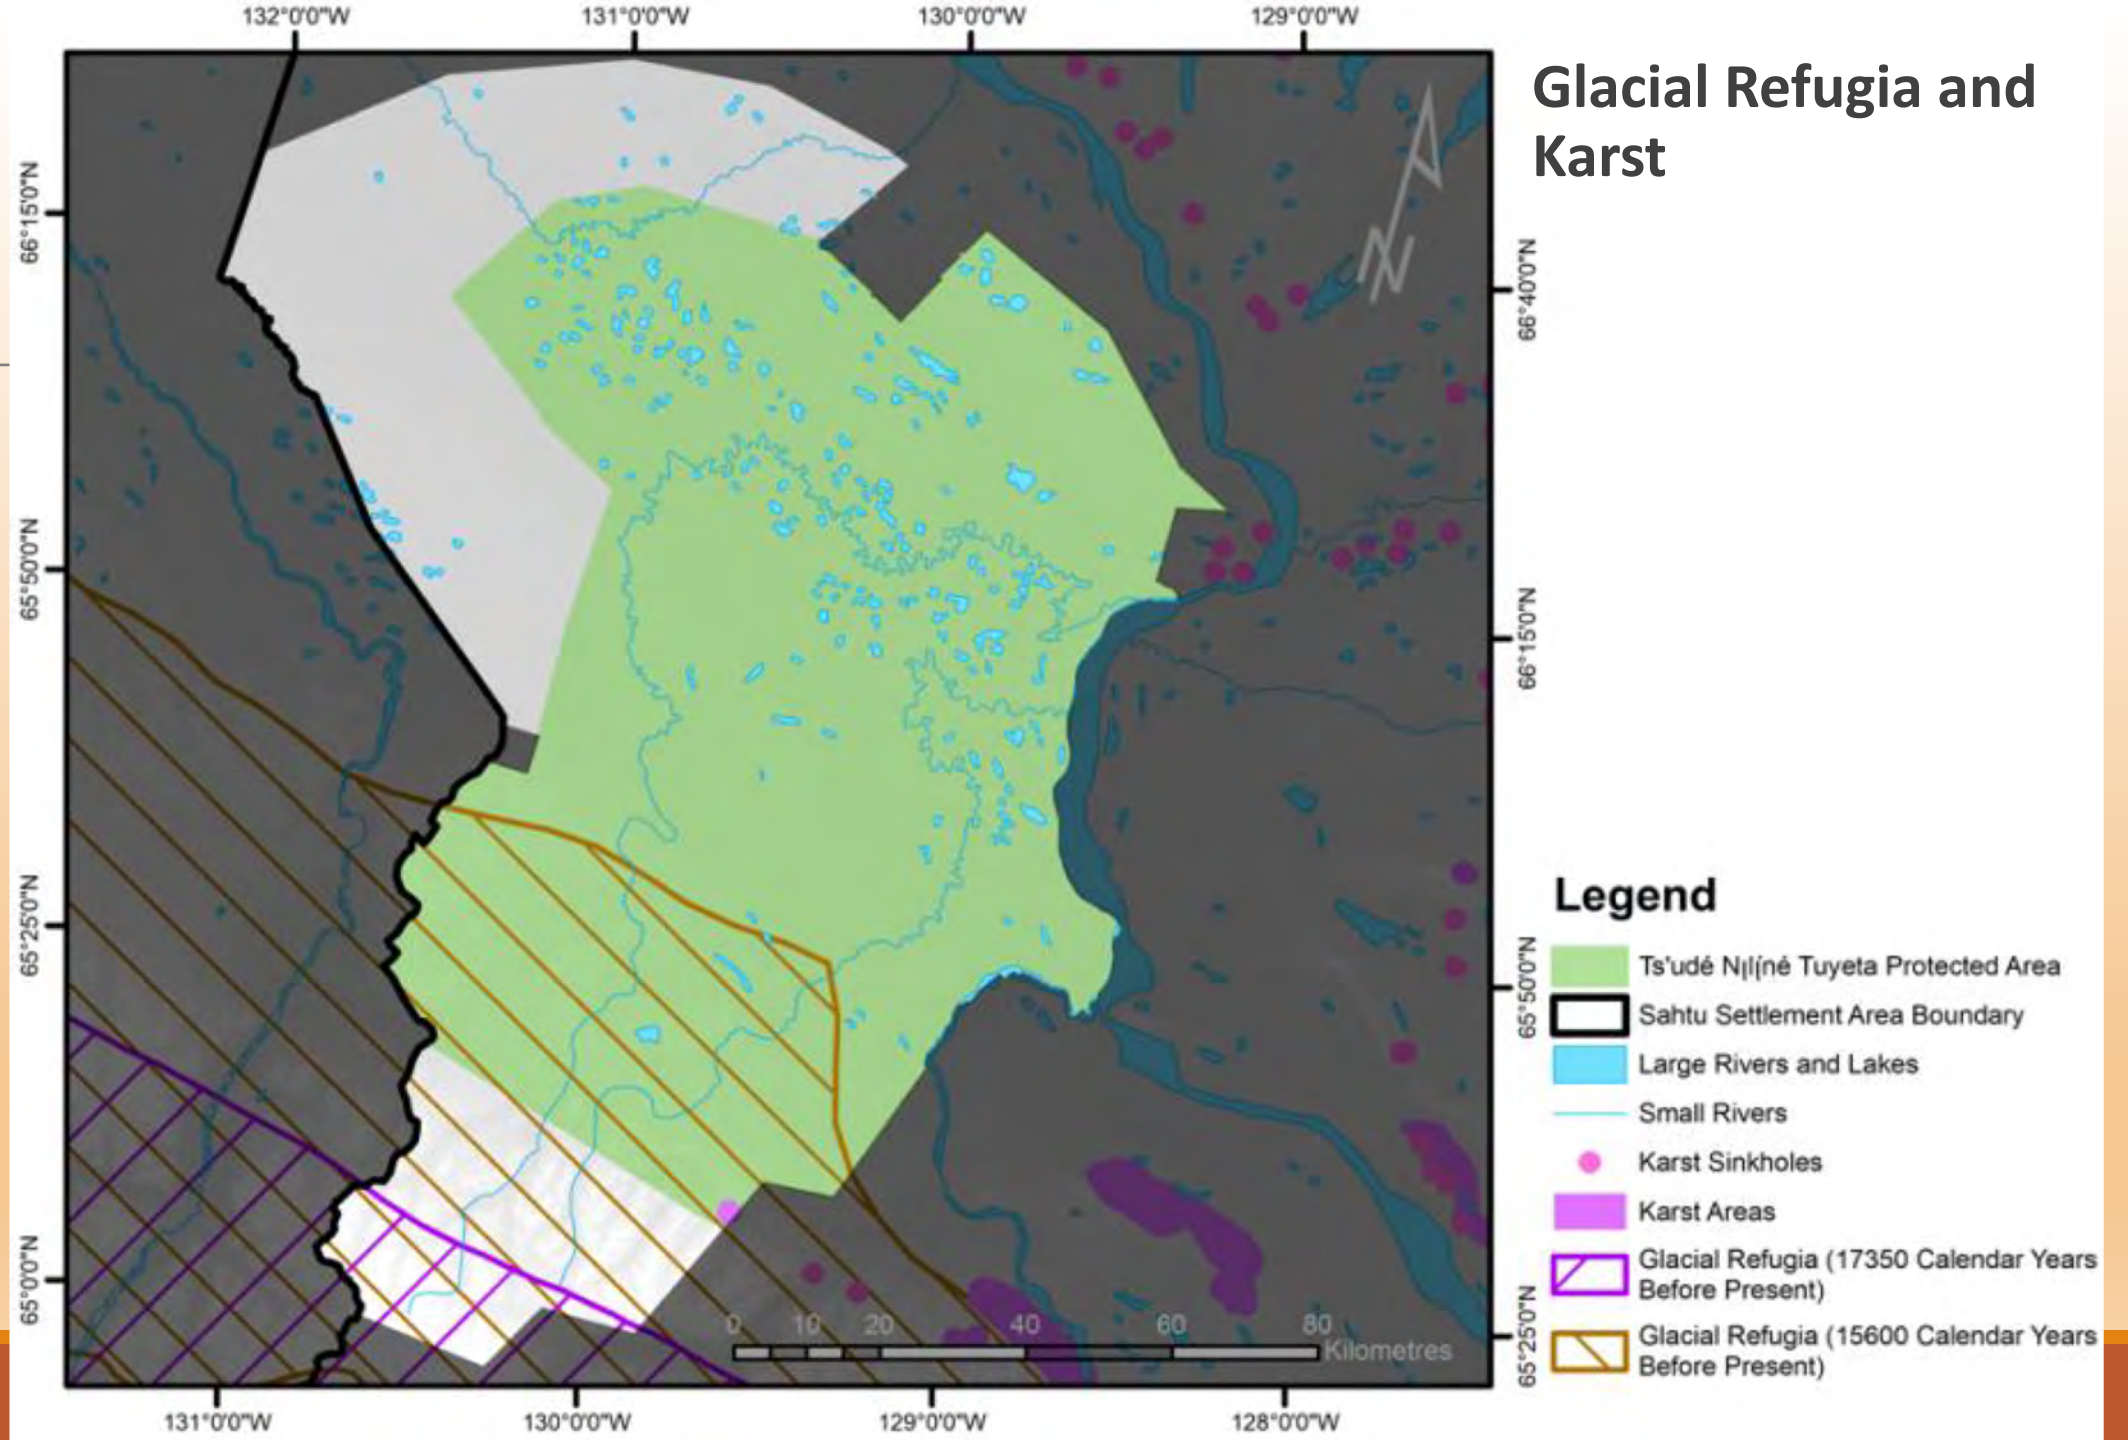 132°0'0"W 131°0'0"W 130°0'0"W 129°0'0"W
Glacial Refugia and
Karst
66°15'0"N
65°50'0"N
65°25'0"N
65°0'0"N
N
66°40'0"N
66°15'0"N
65°50'0"N
65°25'0"N
Legend
Ts'udé Nı̨lı̨né Tuyeta Protected Area
Sahtu Settlement Area Boundary
Large Rivers and Lakes
Small Rivers
Karst Sinkholes
Karst Areas
Glacial Refugia (17350 Calendar Years
Before Present)
Glacial Refugia (15600 Calendar Years
Before Present)
0 10 20 40 60 80
Kilometres
131°0'0"W 130°0'0"W 129°0'0"W 128°0'0"W